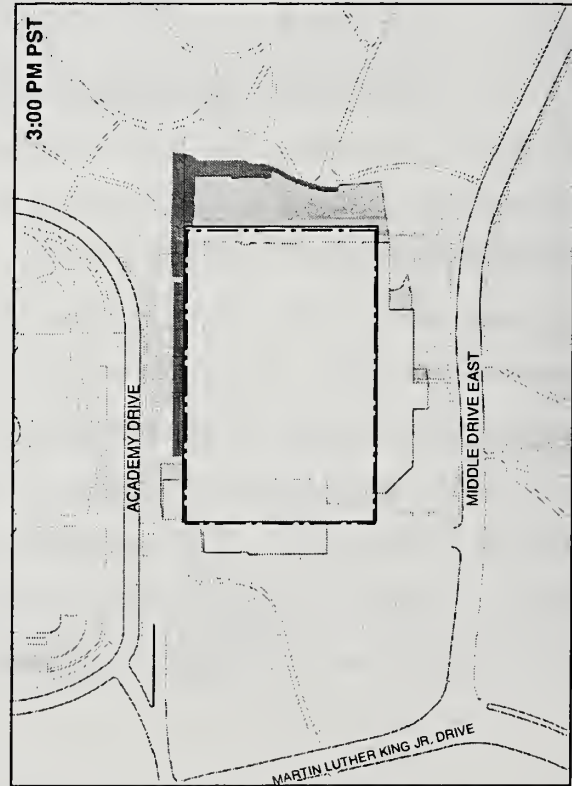 3:00 PM PST
ACADEMY DRIVE
MIDDLE DRIVE EAST
MARTIN LUTHER KING JR. DRIVE